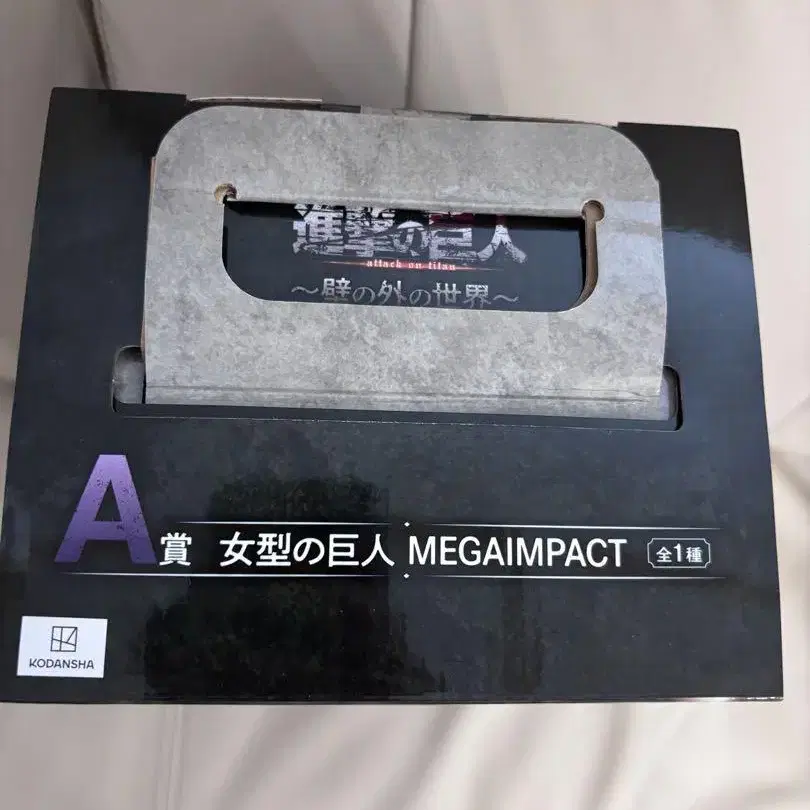 進撃の巨人
attack on titan
〜壁の外の世界〜
A賞 女型の巨人 MEGAIMPACT 全1種
KODANSHA